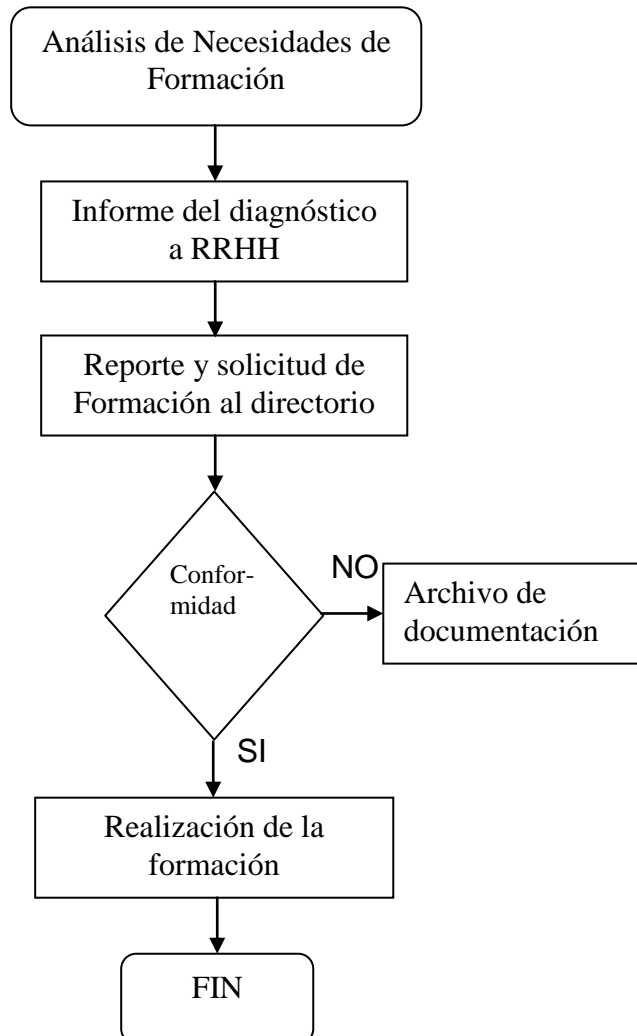 Análisis de Necesidades de
Formación
Informe del diagnóstico
a RRHH
Reporte y solicitud de
Formación al directorio
Confor-
midad
NO
Archivo de
documentación
SI
Realización de la
formación
FIN